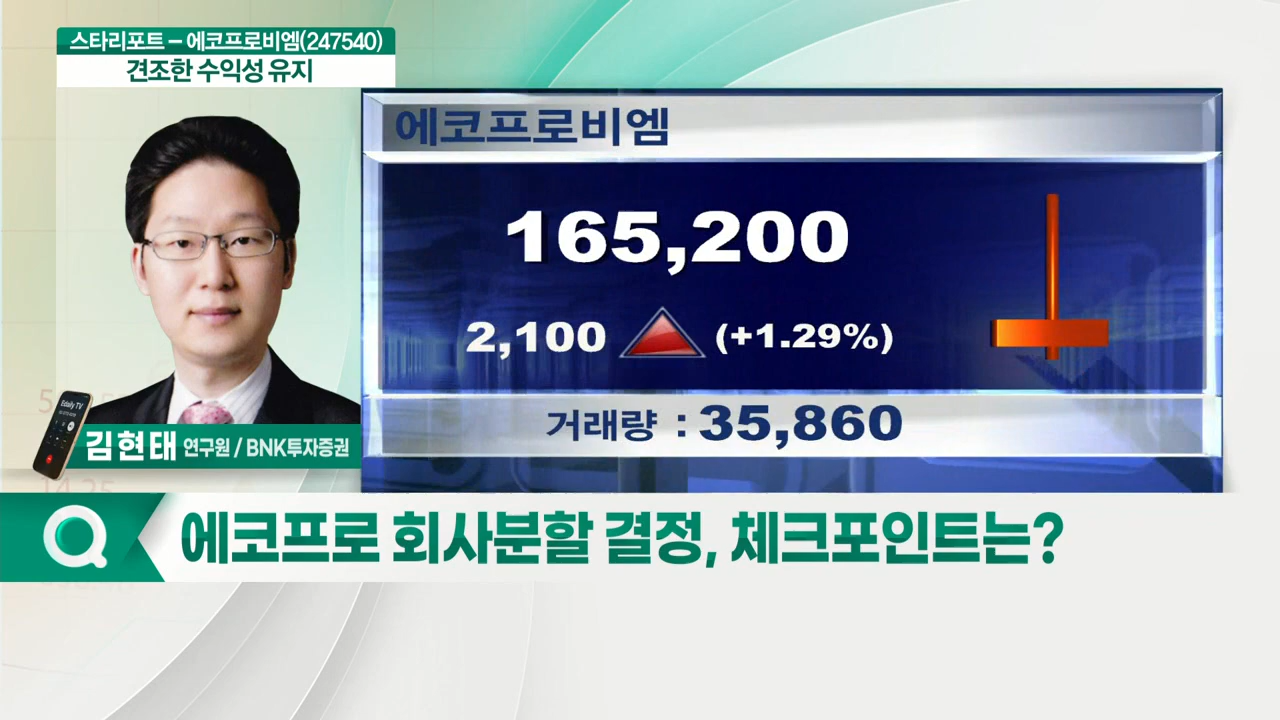 스타리포트 – 에코프로비엠(247540)
견조한 수익성 유지
에코프로비엠
165,200
2,100 (+1.29%)
거래량 : 35,860
Edaily TV
김현태 연구원 / BNK투자증권
Q 에코프로 회사분할 결정, 체크포인트는?